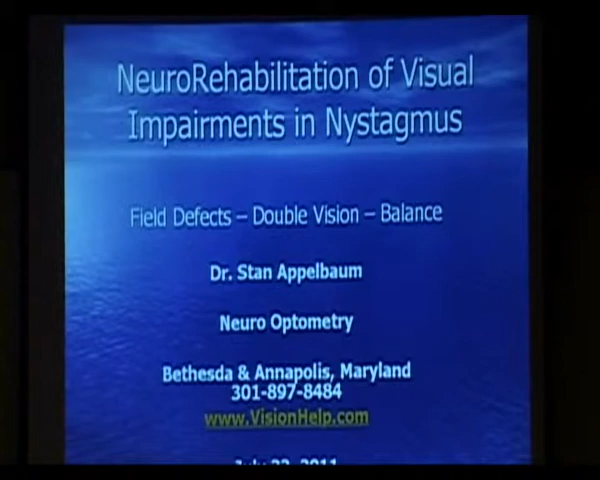 NeuroRehabilitation of Visual
Impairments in Nystagmus
Field Defects – Double Vision – Balance
Dr. Stan Appelbaum
Neuro Optometry
Bethesda & Annapolis, Maryland
301-897-8484
www.VisionHelp.com